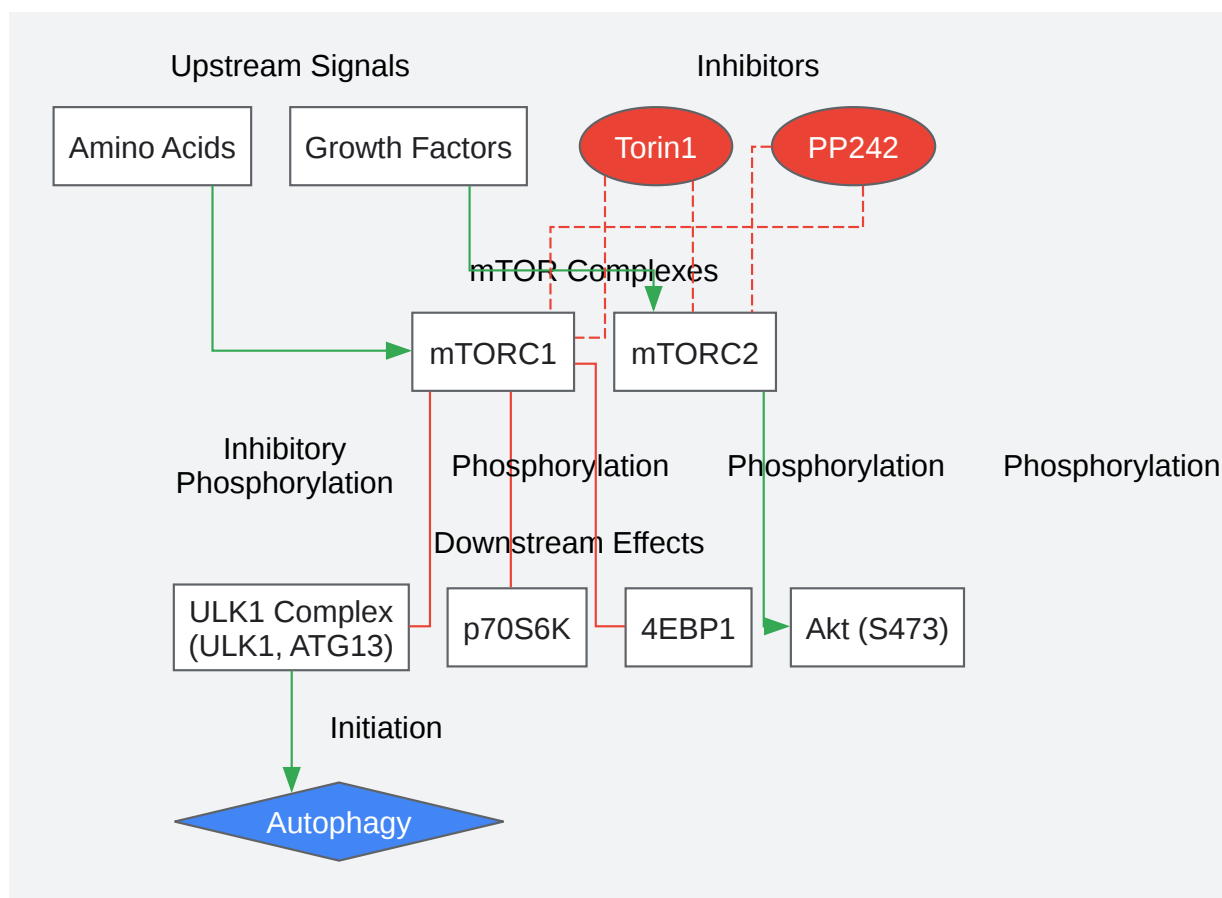 Upstream Signals
Inhibitors
Amino Acids
Growth Factors
Torin1
PP242
mTOR Complexes
mTORC1
mTORC2
Inhibitory
Phosphorylation
Phosphorylation
Phosphorylation
Phosphorylation
Downstream Effects
ULK1 Complex
(ULK1, ATG13)
p70S6K
4EBP1
Akt (S473)
Initiation
Autophagy